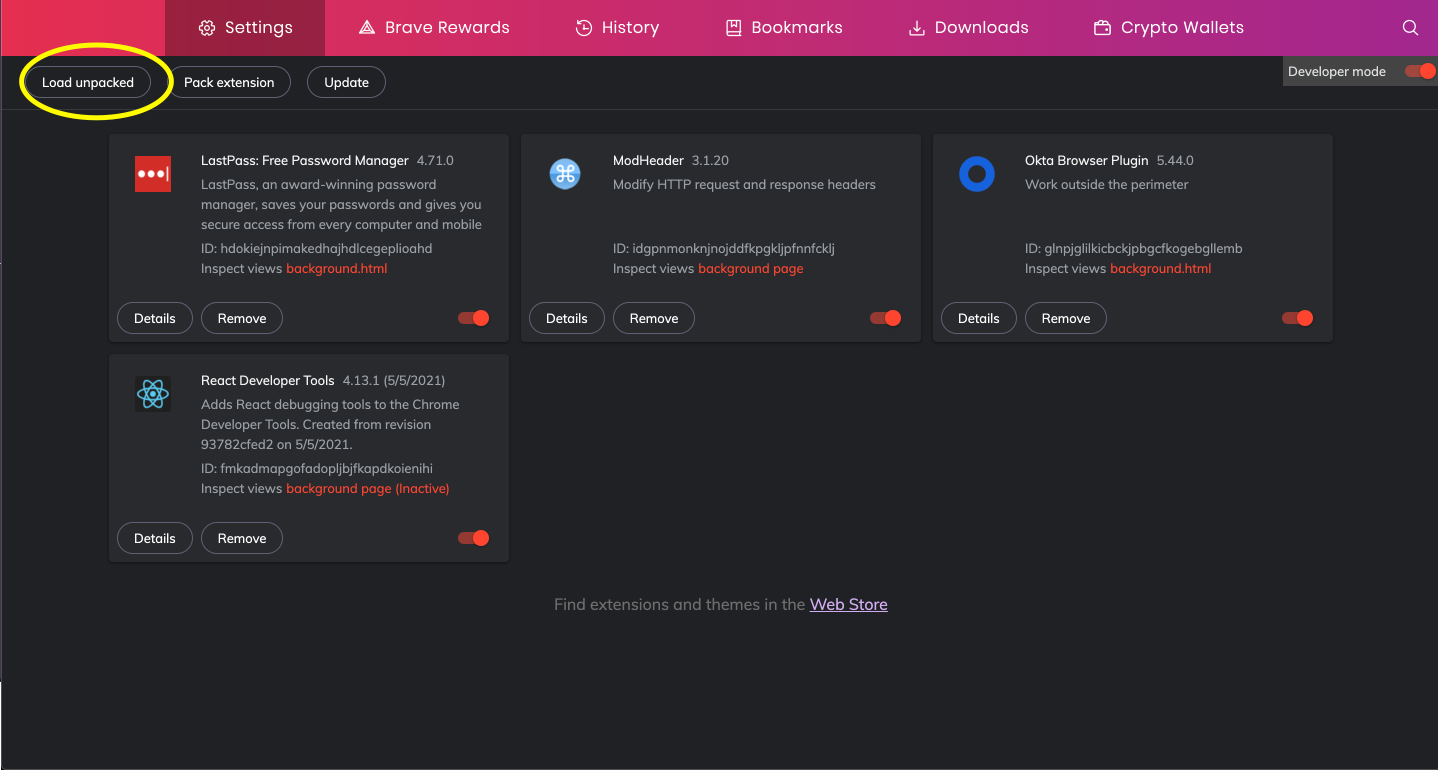 Settings
Brave Rewards
History
Bookmarks
Downloads
Crypto Wallets
Load unpacked
Pack extension
Update
Developer mode
LastPass: Free Password Manager 4.71.0
LastPass, an award-winning password
manager, saves your passwords and gives you
secure access from every computer and mobile
ID: hdokiejnpimakedhajhdlcegeplioahd
Inspect views background.html
Details
Remove
ModHeader 3.1.20
Modify HTTP request and response headers
ID: idgpnmonknjnojddfkpgkljpfnnfcklj
Inspect views background page
Details
Remove
Okta Browser Plugin 5.44.0
Work outside the perimeter
ID: glnpjglilkicbckjpbgcfkogebgllemb
Inspect views background.html
Details
Remove
React Developer Tools 4.13.1 (5/5/2021)
Adds React debugging tools to the Chrome
Developer Tools. Created from revision
93782cfed2 on 5/5/2021.
ID: fmkadmapgofadopljbjfkapdkoienihi
Inspect views background page (Inactive)
Details
Remove
Find extensions and themes in the Web Store